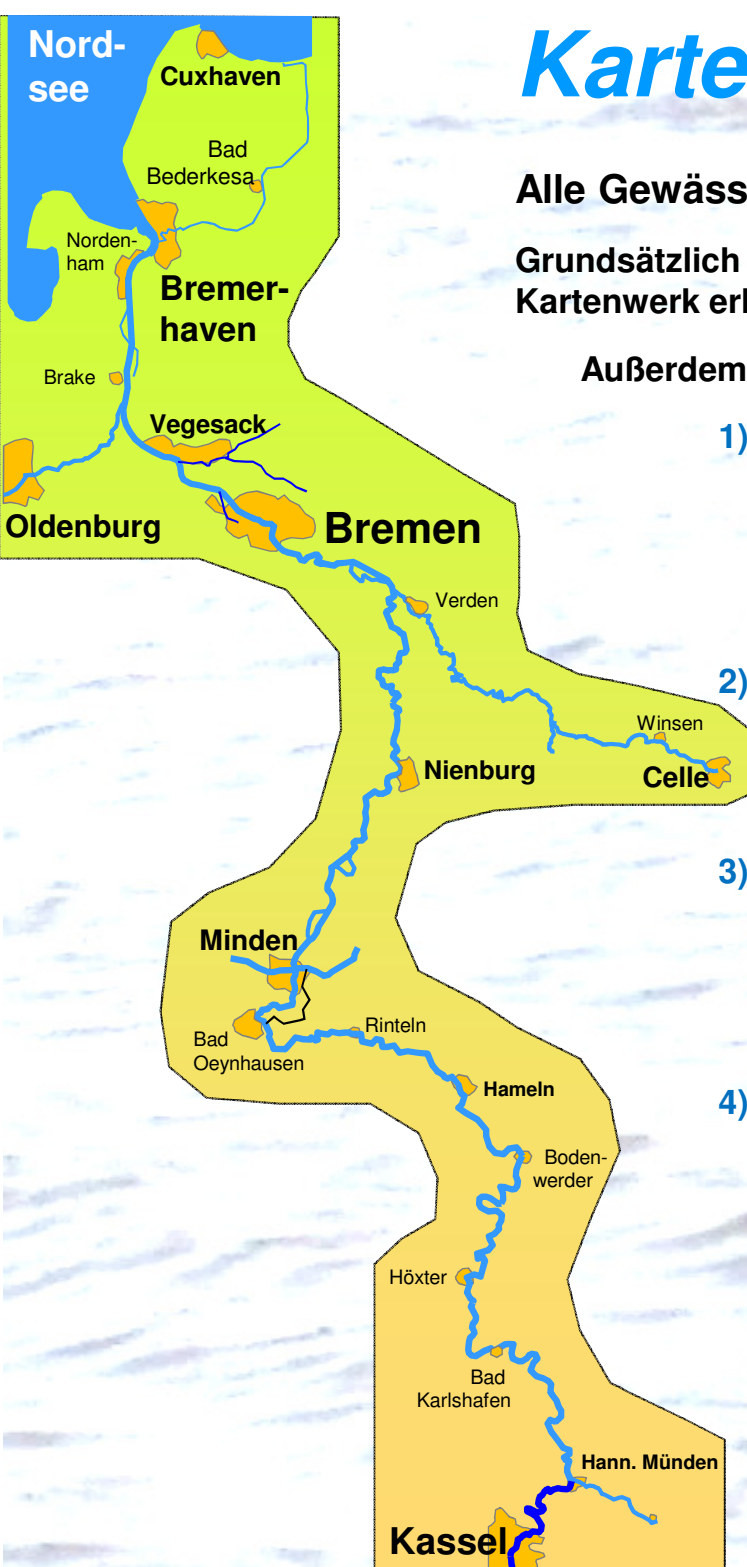 Nord-
see
Karte
Cuxhaven
Bad
Bederkesa
Alle Gewäss
Norden-
ham
Grundsätzlich
Kartenwerk erl
Bremer-
haven
Außerdem
Brake
Vegesack
1)
Oldenburg
Bremen
Verden
2)
Winsen
Nienburg
Celle
3)
Minden
Rinteln
Bad
Oeynhausen
Hameln
4)
Boden-
werder
Höxter
Bad
Karlshafen
Hann. Münden
Kassel